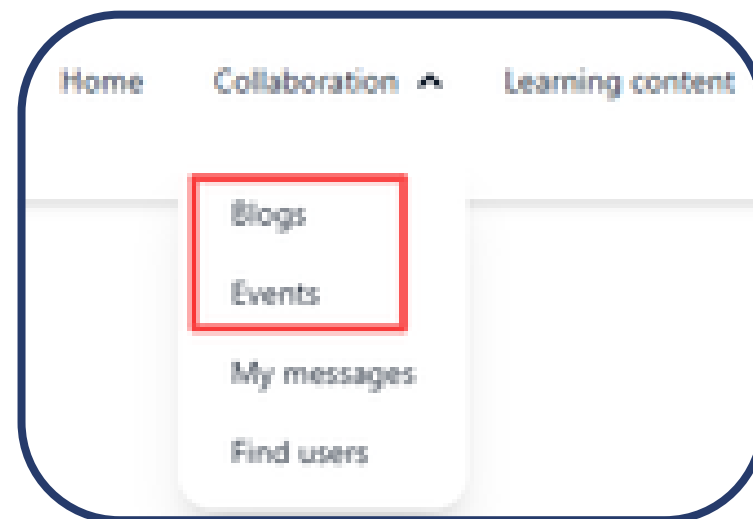 Home Collaboration Learning content
Blogs
Events
My messages
Find users